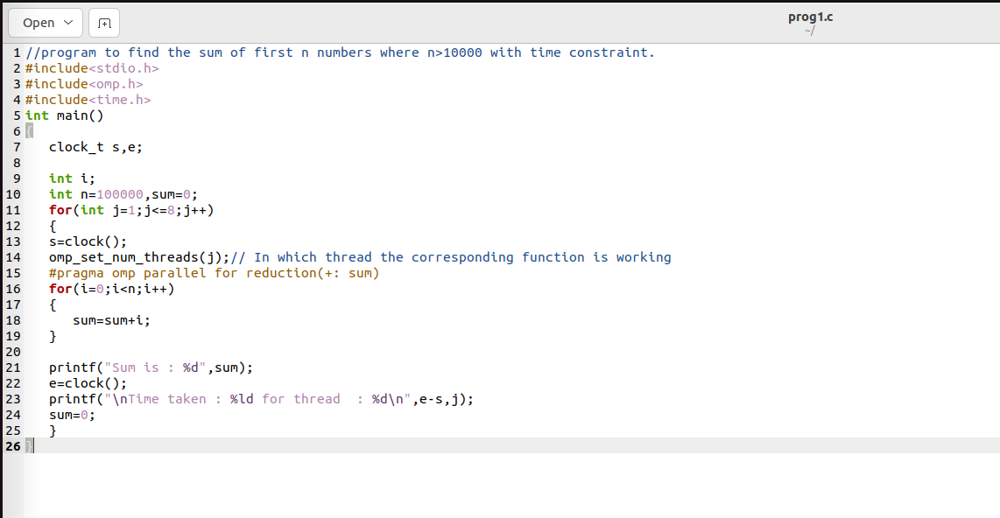 Open
prog1.c
~/
1 //program to find the sum of first n numbers where n>10000 with time constraint.
2 #include<stdio.h>
3 #include<omp.h>
4 #include<time.h>
5 int main()
6 {
7    clock_t s,e;
8
9    int i;
10    int n=100000,sum=0;
11    for(int j=1;j<=8;j++)
12    {
13    s=clock();
14    omp_set_num_threads(j);// In which thread the corresponding function is working
15    #pragma omp parallel for reduction(+: sum)
16    for(i=0;i<n;i++)
17    {
18       sum=sum+i;
19    }
20
21    printf("Sum is : %d",sum);
22    e=clock();
23    printf("\nTime taken : %ld for thread  : %d\n",e-s,j);
24    sum=0;
25    }
26 }